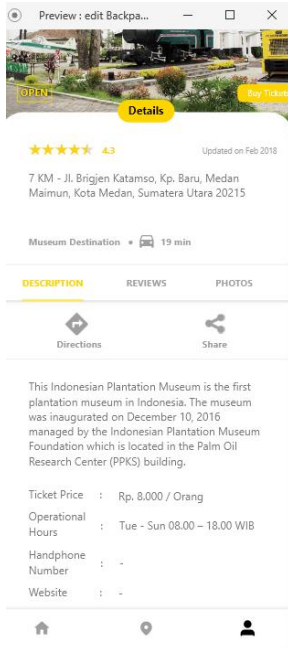 Preview : edit Backpa...
OPEN
Buy Tickets
Details
4.3
Updated on Feb 2018
7 KM - Jl. Brigjen Katamso, Kp. Baru, Medan
Maimun, Kota Medan, Sumatera Utara 20215
Museum Destination • 19 min
DESCRIPTION REVIEWS PHOTOS
Directions Share
This Indonesian Plantation Museum is the first
plantation museum in Indonesia. The museum
was inaugurated on December 10, 2016
managed by the Indonesian Plantation Museum
Foundation which is located in the Palm Oil
Research Center (PPKS) building.
Ticket Price : Rp. 8.000 / Orang
Operational
Hours : Tue - Sun 08.00 – 18.00 WIB
Handphone
Number : -
Website : -